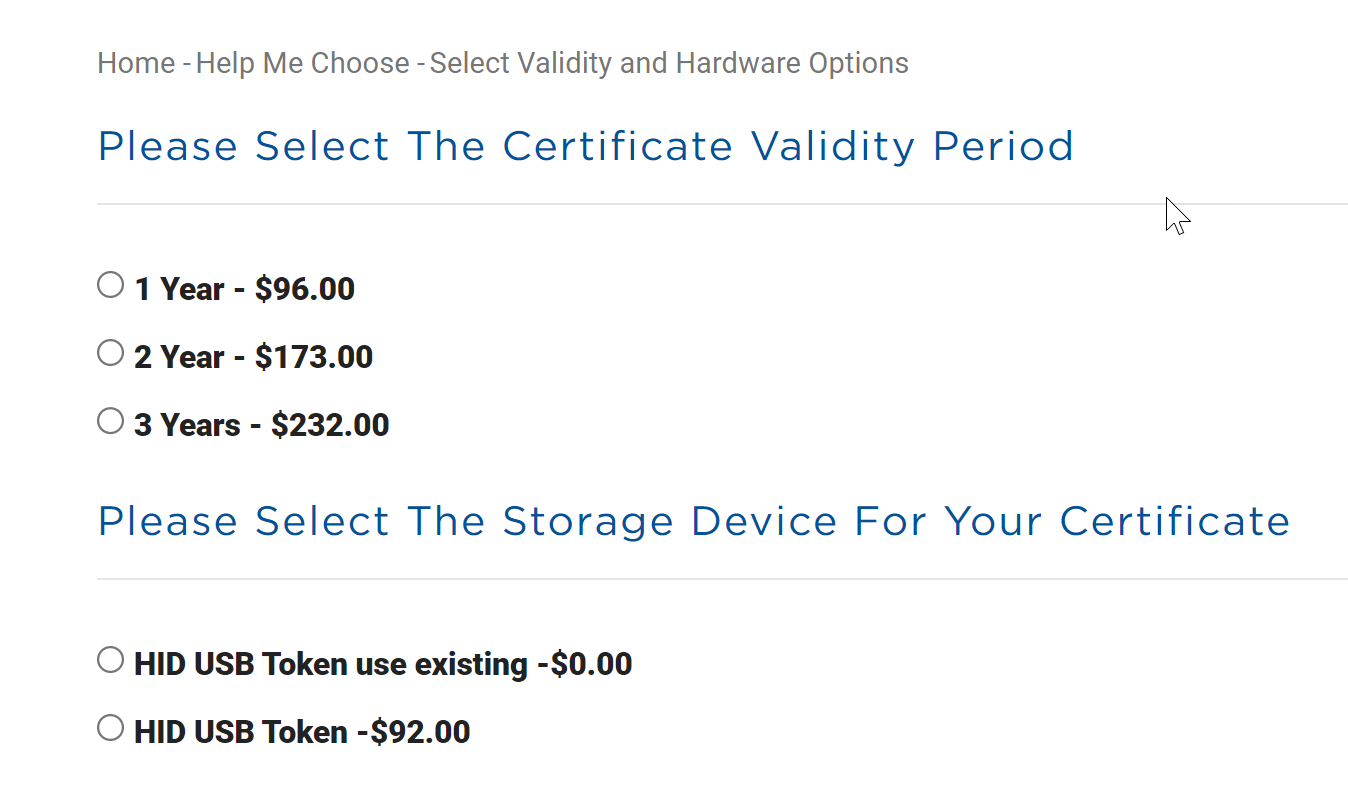 Home - Help Me Choose - Select Validity and Hardware Options
Please Select The Certificate Validity Period
1 Year - $96.00
2 Year - $173.00
3 Years - $232.00
Please Select The Storage Device For Your Certificate
HID USB Token use existing -$0.00
HID USB Token -$92.00